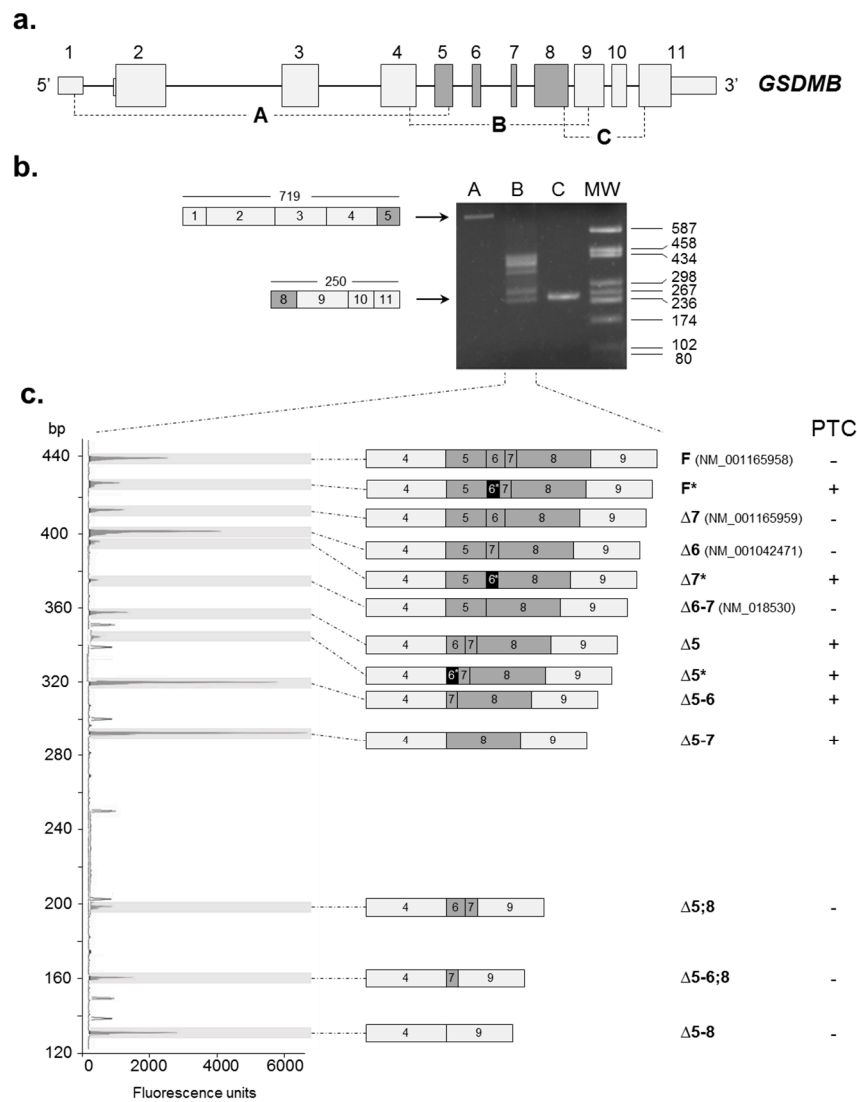 a.
1 2 3 4 5 6 7 8 9 10 11
5' 3' GSDMB
A B C
b.
A B C MW
719
1 2 3 4 5
587
458
434
298
267
236
174
102
80
250
8 9 10 11
c.
bp PTC
440
400
360
320
280
240
200
160
120
4 5 6 7 8 9 F (NM_001165958) -
4 5 6* 7 8 9 F* +
4 5 6 8 9 Δ7 (NM_001165959) -
4 5 7 8 9 Δ6 (NM_001042471) -
4 5 6* 8 9 Δ7* +
4 5 8 9 Δ6-7 (NM_018530) -
4 6 7 8 9 Δ5 +
4 6* 7 8 9 Δ5* +
4 7 8 9 Δ5-6 +
4 8 9 Δ5-7 +
4 6 7 9 Δ5;8 -
4 7 9 Δ5-6;8 -
4 9 Δ5-8 -
0 2000 4000 6000
Fluorescence units